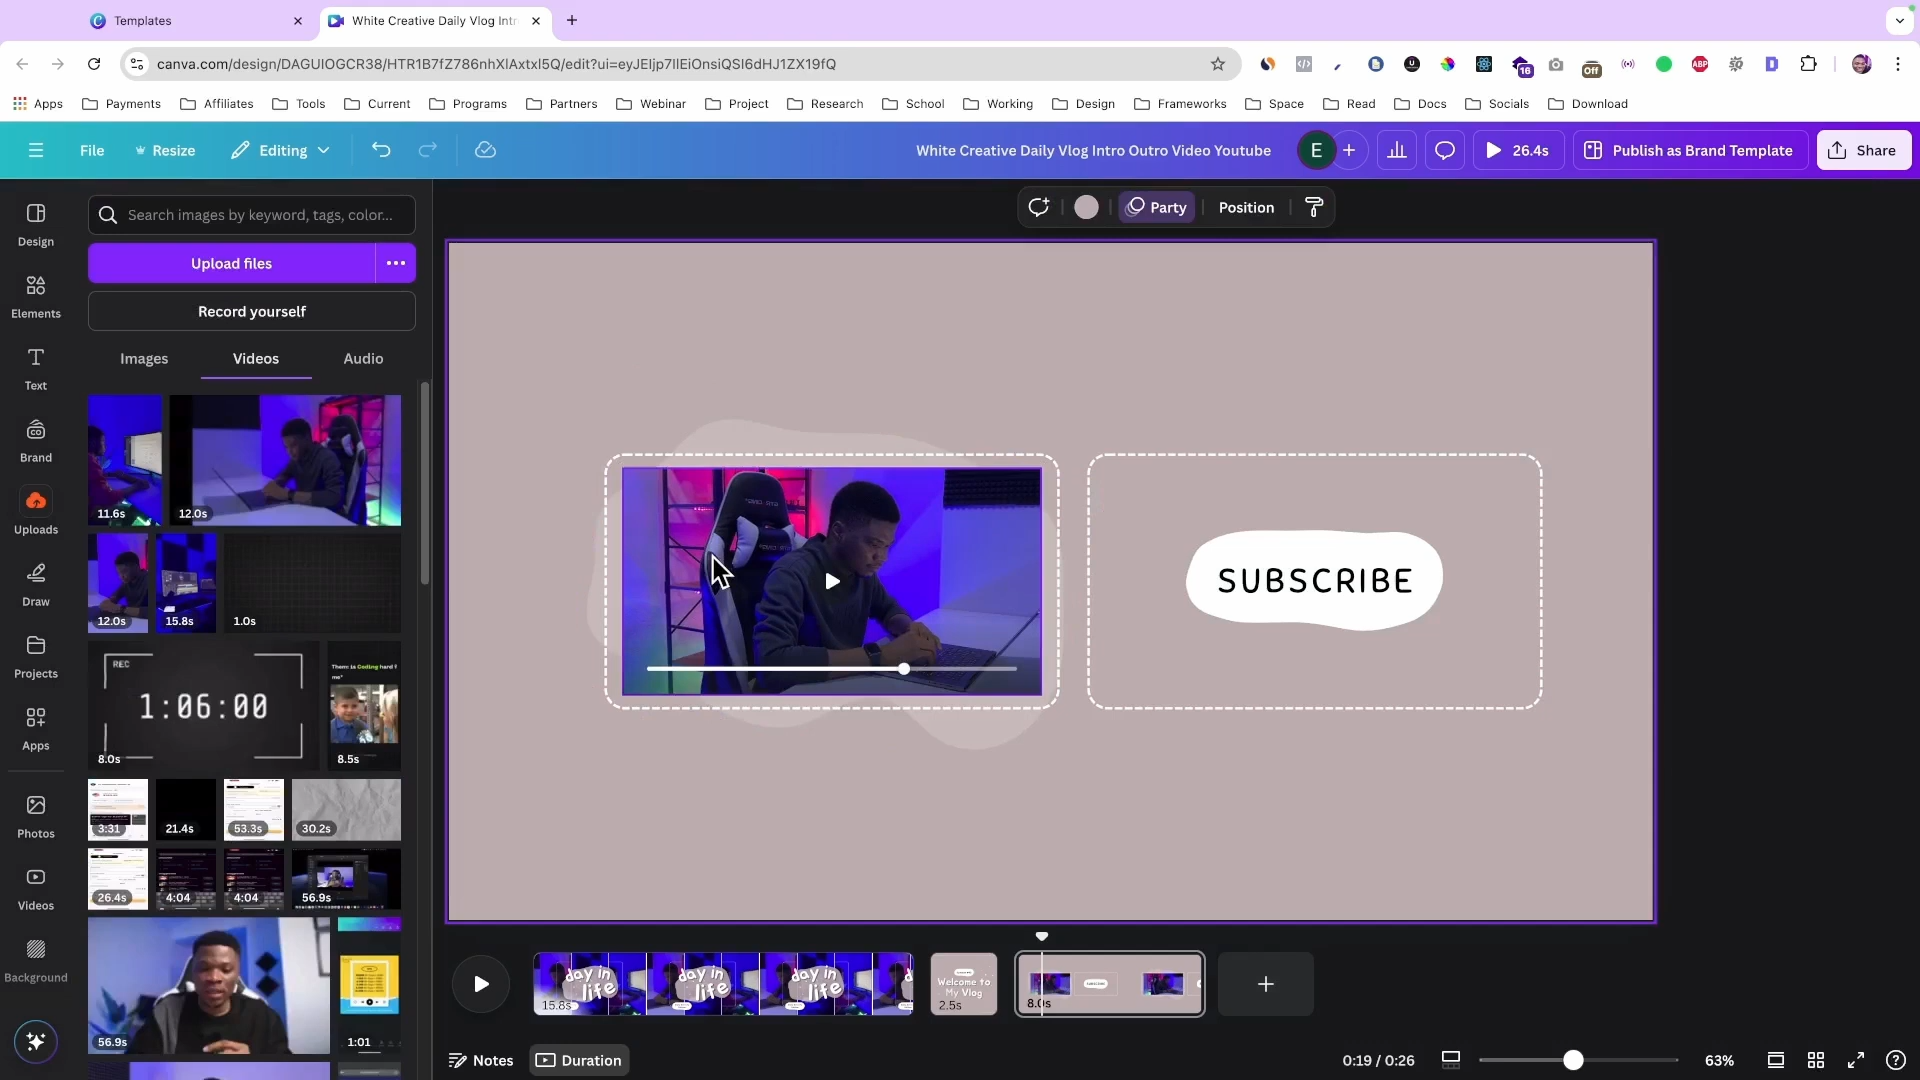 Templates
White Creative Daily Vlog Intr
canva.com/design/DAGUIOGCR38/HTR1B7fZ786nhXlAxtxI5Q/edit?ui=eyJEIjp7IlEiOnsiQSI6dHJ1ZX19fQ
16
Off
ABP
Apps
Payments
Affiliates
Tools
Current
Programs
Partners
Webinar
Project
Research
School
Working
Design
Frameworks
Space
Read
Docs
Socials
Download
File
Resize
Editing
White Creative Daily Vlog Intro Outro Video Youtube
E
26.4s
Publish as Brand Template
Share
Design
Elements
Text
Brand
Uploads
Draw
Projects
Apps
Photos
Videos
Background
Search images by keyword, tags, color...
Upload files
Record yourself
Images
Videos
Audio
11.6s
12.0s
12.0s
15.8s
1.0s
REC
1:06:00
8.0s
8.5s
3:31
21.4s
53.3s
30.2s
26.4s
4:04
4:04
56.9s
56.9s
1:01
Party
Position
SUBSCRIBE
day in life
day in life
day in life
15.8s
Welcome to
My Vlog
2.5s
SUBSCRIBE
8.0s
Notes
Duration
0:19 / 0:26
63%